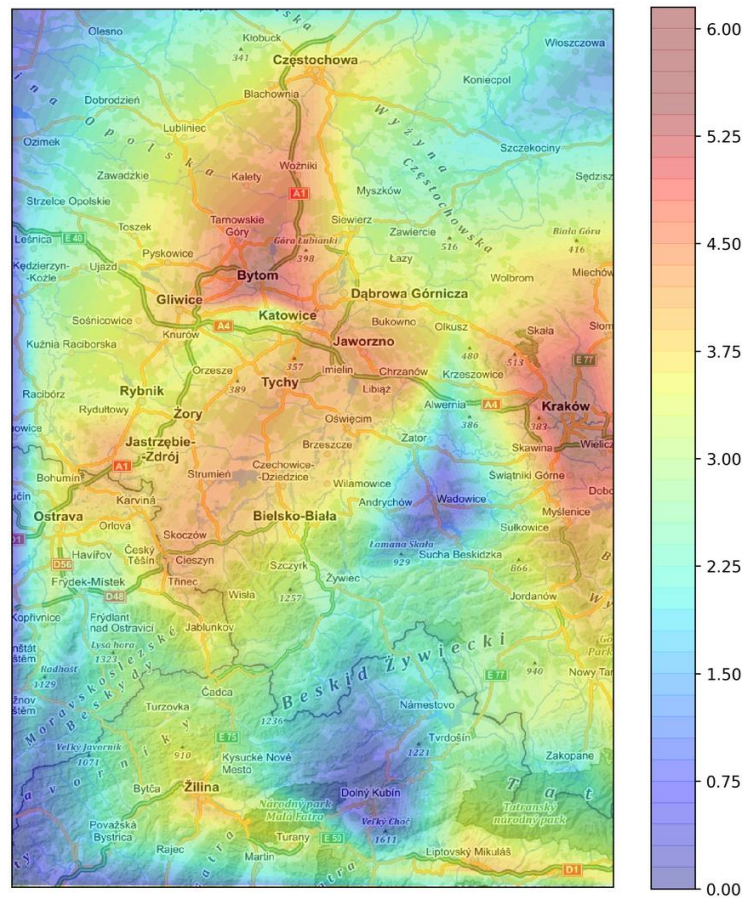 Olesno
Kłobuck
341
Częstochowa
Włoszczowa
Koniecpol
Blachownia
Dobrodzień
Lubliniec
Ozimek
Wyżyna
Częstochowska
Szczekociny
Opolska
Zawadzkie
Kalety
Woźniki
A1
Myszków
Strzelce Opolskie
Tarnowskie
Góry
Siewierz
Zawiercie
516
Toszek
Leśnica
E 40
Góra Łubianki
398
Biała Góra
416
Pyskowice
Łazy
Kędzierzyn-
-Koźle
Ujazd
Bytom
Wolbrom
Miechów
Gliwice
Dąbrowa Górnicza
Sośnicowice
Katowice
Bukowno
Olkusz
Skała
A4
Knurów
Kuźnia Raciborska
Jaworzno
480
513
E 77
357
Orzesze
Imielin
Chrzanów
Krzeszowice
Tychy
389
Libiąż
Racibórz
Rybnik
Rydułtowy
Żory
Alwernia
A4
386
Kraków
383
Oświęcim
Jastrzębie-
-Zdrój
Brzeszcze
Zator
Skawina
A1
Bohumín
Strumień
Czechowice-
-Dziedzice
Wilamowice
Świątniki Górne
Karviná
Andrychów
Wadowice
Myślenice
Ostrava
Orlová
Bielsko-Biała
Sułkowice
Skoczów
D1
Havířov
Český
Těšín
Cieszyn
Łamana Skała
929
Sucha Beskidzka
D56
Szczyrk
866
Frýdek-Místek
Třinec
Żywiec
D48
Wisła
1257
Jordanów
Kopřivnice
Frýdlant
nad Ostravicí
Jablunkov
Lysá hora
1323
Radhošť
1129
Moravskoslezské
Beskydy
Beskid Żywiecki
940
E 77
Čadca
Turzovka
Námestovo
1236
Veľký Javorník
1071
E 75
Tvrdošín
910
Kysucké Nové
Mesto
1221
Zakopane
Bytča
Žilina
Dolný Kubín
Národný park
Malá Fatra
Tatranský
národný park
Považská
Bystrica
Veľký Choč
1611
Turany
E 50
Rajec
Martin
Liptovský Mikuláš
D1
6.00
5.25
4.50
3.75
3.00
2.25
1.50
0.75
0.00